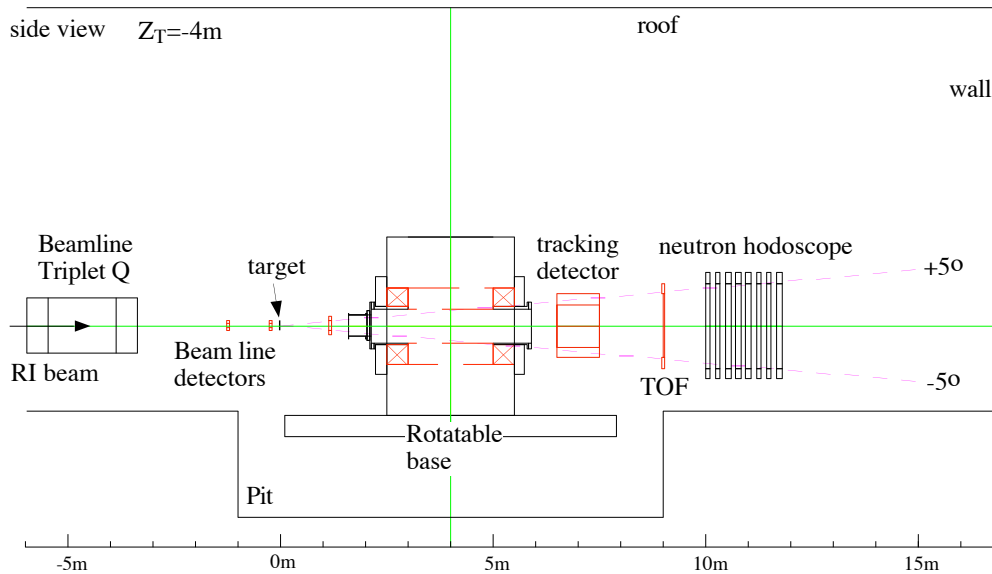 side view
Z_T=-4m
roof
wall
Beamline
Triplet Q
target
tracking
detector
neutron hodoscope
+5o
RI beam
Beam line
detectors
TOF
-5o
Rotatable
base
Pit
-5m
0m
5m
10m
15m